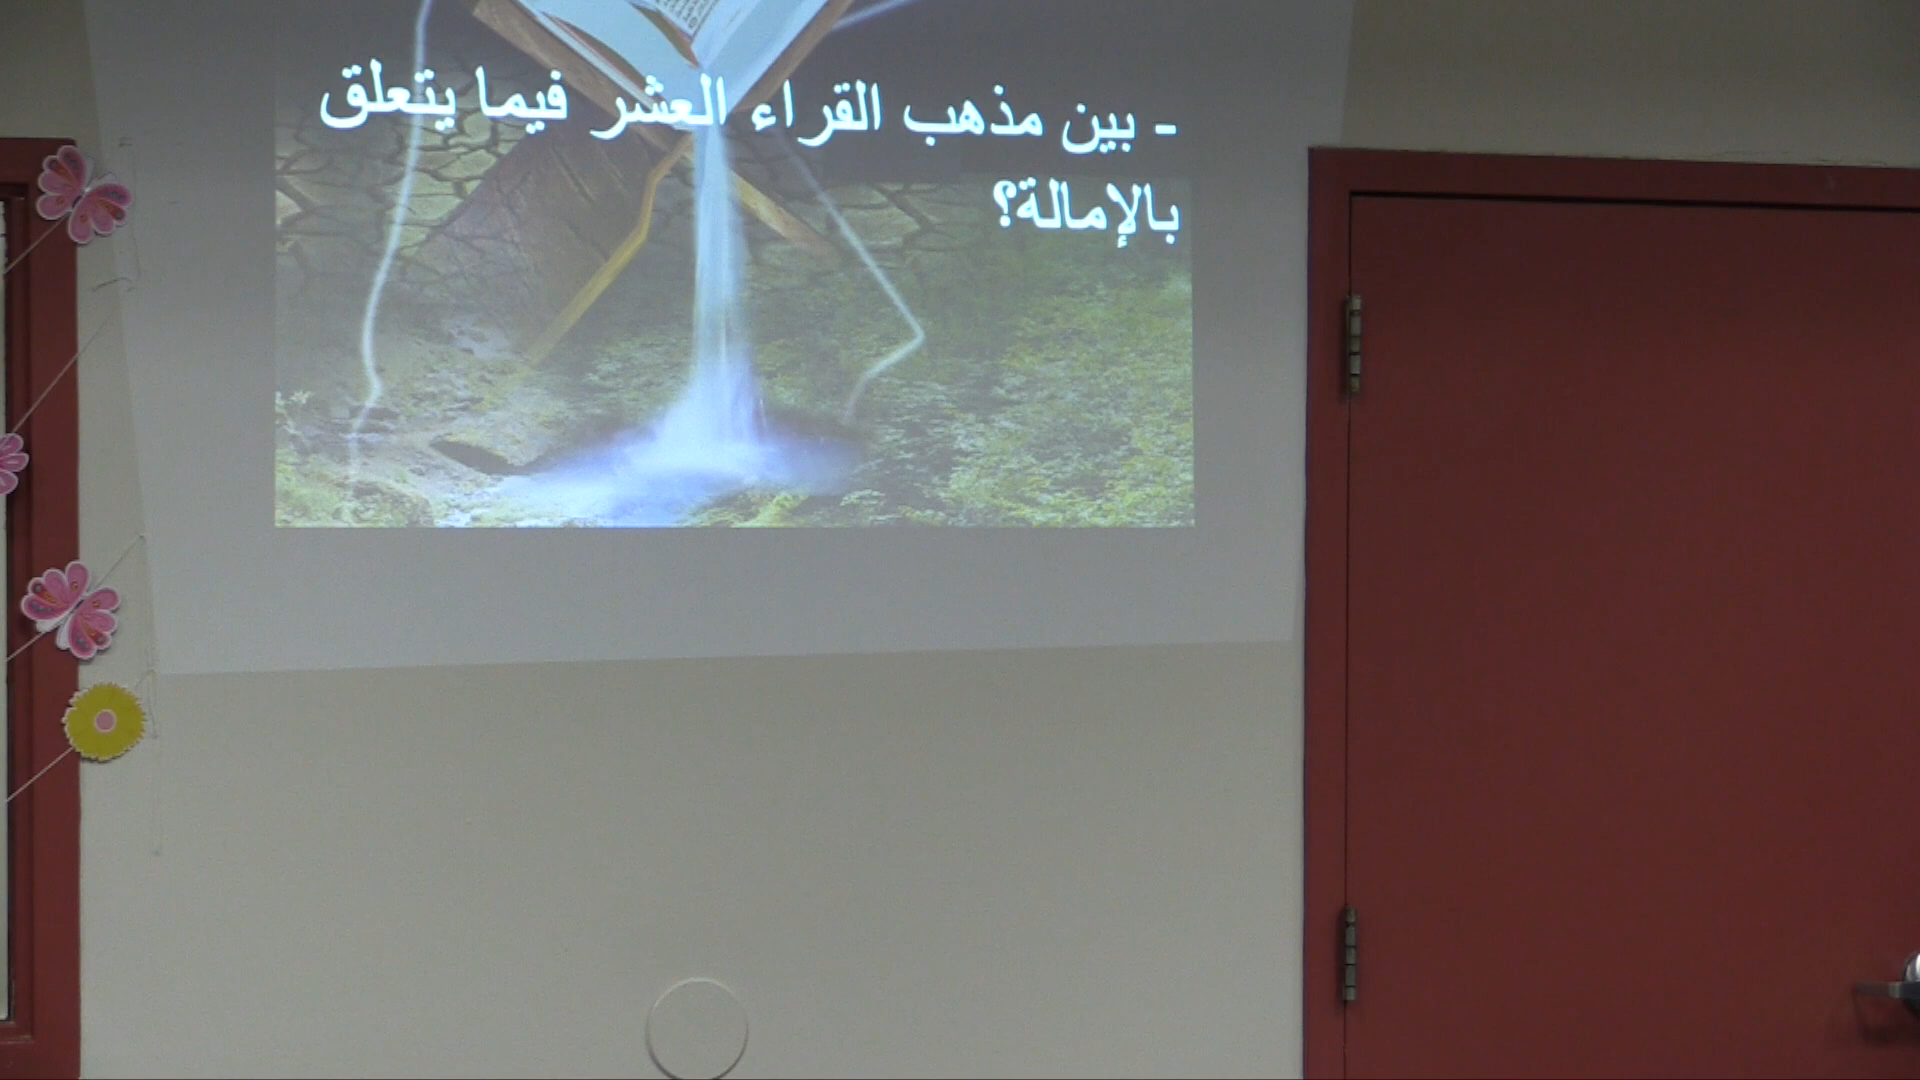 - بين مذهب القراء العشر فيما يتعلق
بالإمالة؟